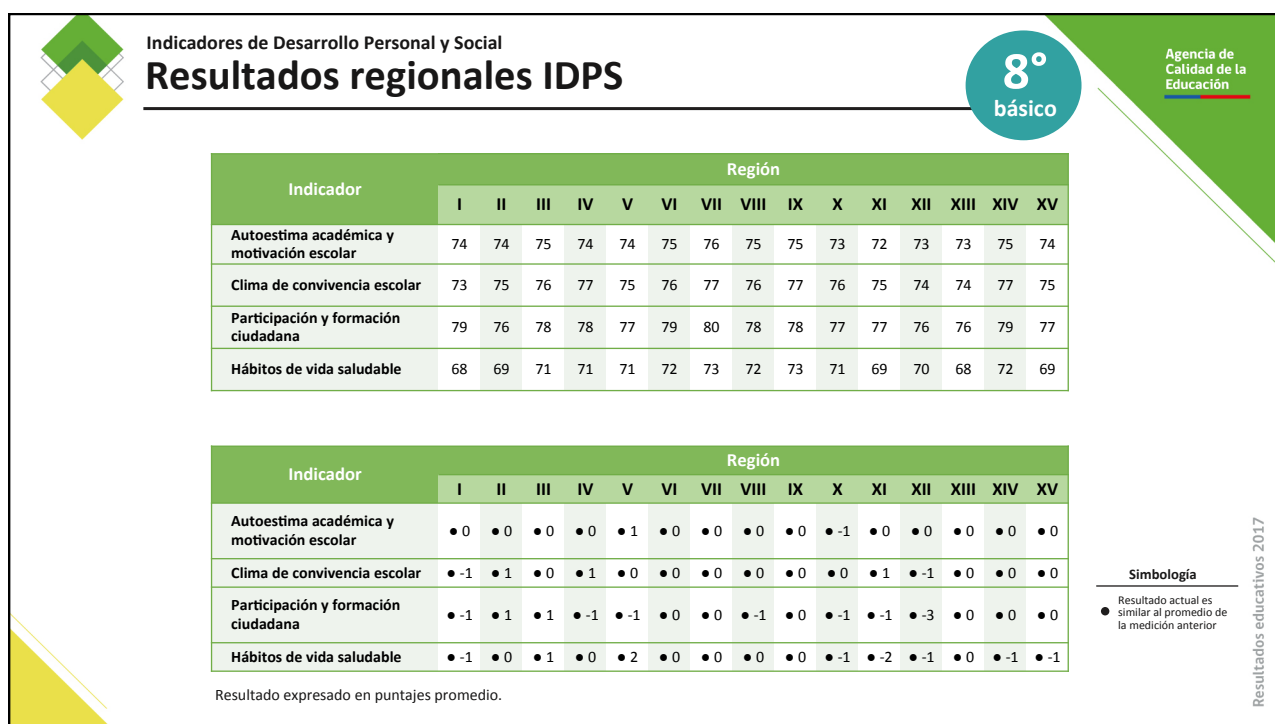 Indicadores de Desarrollo Personal y Social
Resultados regionales IDPS
8°
básico
Agencia de
Calidad de la
Educación
Indicador
Región
I II III IV V VI VII VIII IX X XI XII XIII XIV XV
Autoestima académica y
motivación escolar
74 74 75 74 74 75 76 75 75 73 72 73 73 75 74
Clima de convivencia escolar 73 75 76 77 75 76 77 76 77 76 75 74 74 77 75
Participación y formación
ciudadana
79 76 78 78 77 79 80 78 78 77 77 76 76 79 77
Hábitos de vida saludable 68 69 71 71 71 72 73 72 73 71 69 70 68 72 69
Indicador
Región
I II III IV V VI VII VIII IX X XI XII XIII XIV XV
Autoestima académica y
motivación escolar
● 0 ● 0 ● 0 ● 0 ● 1 ● 0 ● 0 ● 0 ● 0 ● -1 ● 0 ● 0 ● 0 ● 0 ● 0
Clima de convivencia escolar ● -1 ● 1 ● 0 ● 1 ● 0 ● 0 ● 0 ● 0 ● 0 ● 0 ● 1 ● -1 ● 0 ● 0 ● 0
Participación y formación
ciudadana
● -1 ● 1 ● 1 ● -1 ● -1 ● 0 ● 0 ● -1 ● 0 ● -1 ● -1 ● -3 ● 0 ● 0 ● 0
Hábitos de vida saludable ● -1 ● 0 ● 1 ● 0 ● 2 ● 0 ● 0 ● 0 ● 0 ● -1 ● -2 ● -1 ● 0 ● -1 ● -1
Simbología
● Resultado actual es
similar al promedio de
la medición anterior
Resultado expresado en puntajes promedio.
Resultados educativos 2017